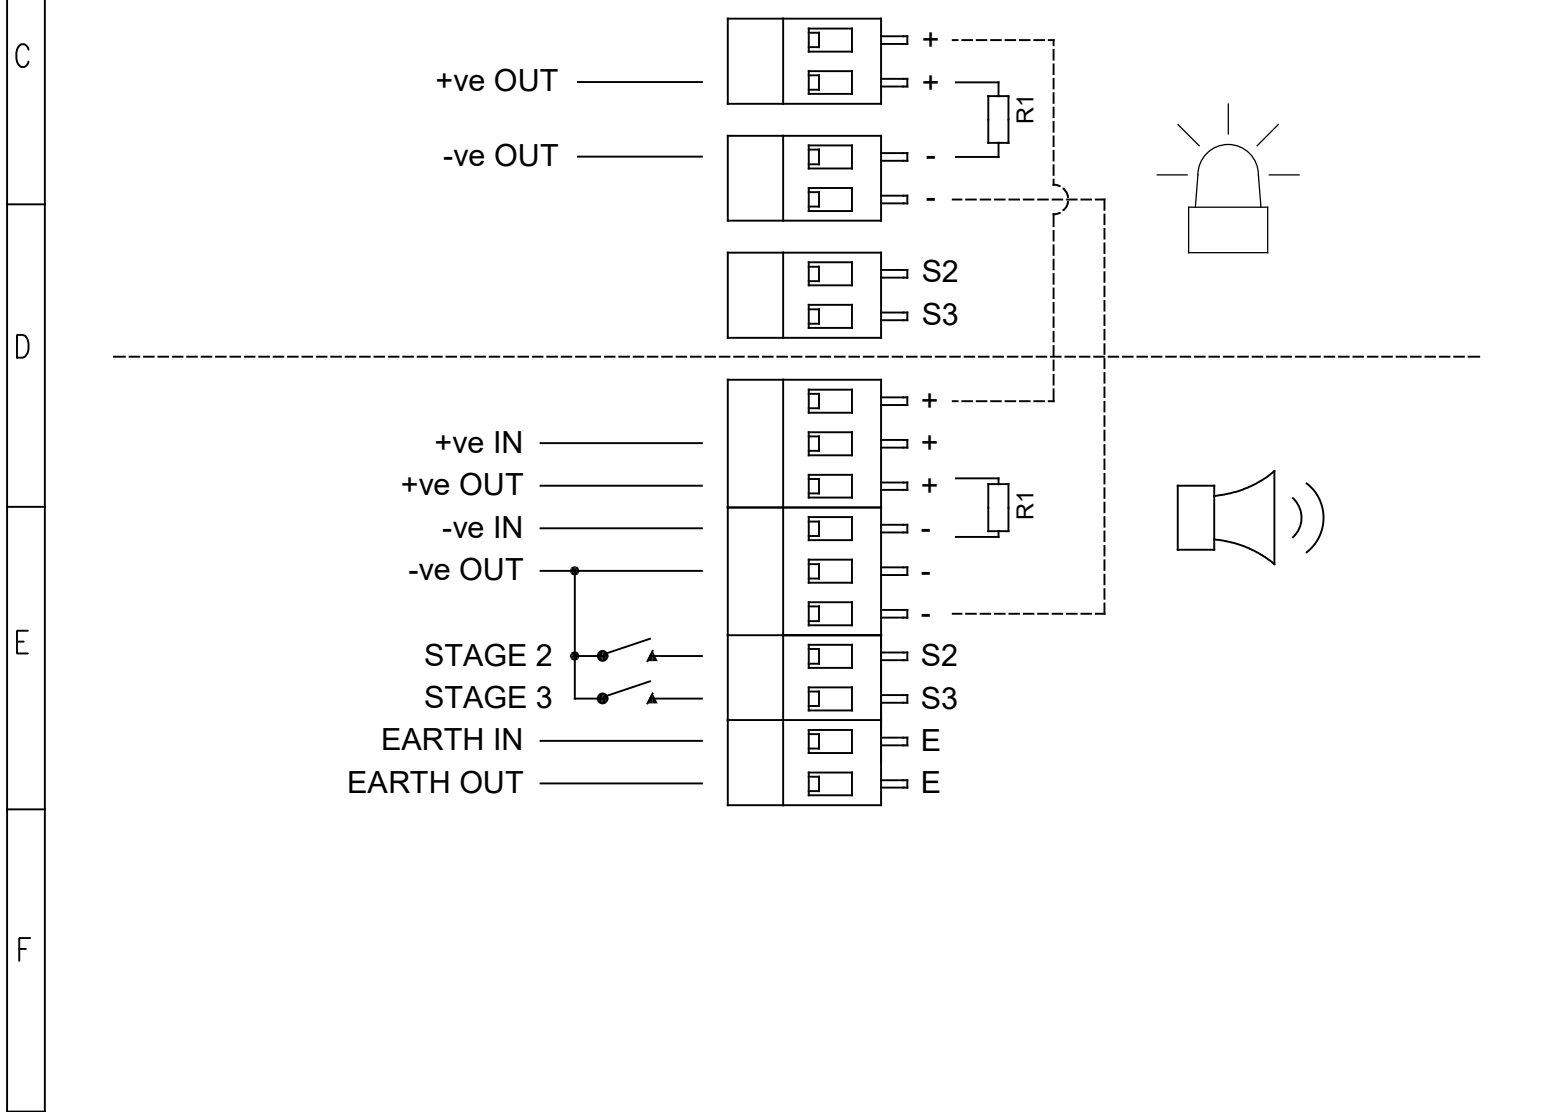 C
+
+ve OUT +
R1
-ve OUT -
-
S2
D
S3
+
+ve IN +
+ve OUT +
R1
-ve IN -
-ve OUT -
-
E
STAGE 2 S2
STAGE 3 S3
EARTH IN E
EARTH OUT E
F